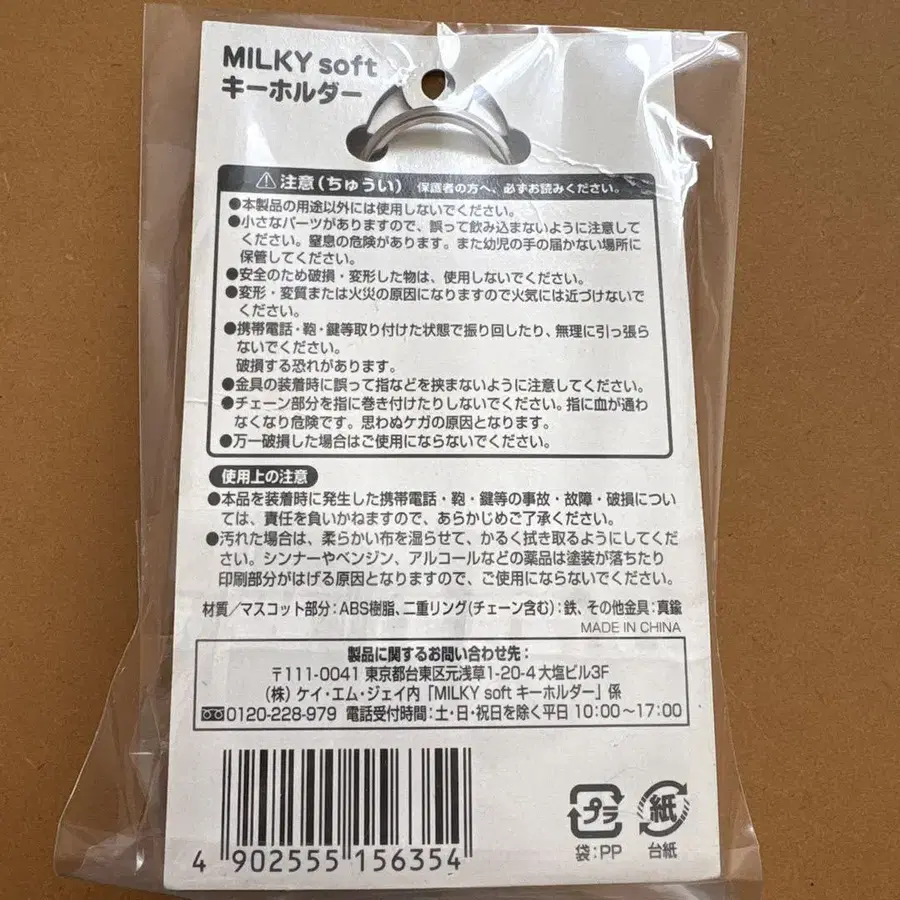 MILKY soft
キーホルダー
注意(ちゅうい) 保護者の方へ、必ずお読みください。
●本製品の用途以外には使用しないでください。
●小さなパーツがありますので、誤って飲み込まないように注意して
ください。窒息の危険があります。また幼児の手の届かない場所に
保管してください。
●安全のため破損・変形した物は、使用しないでください。
●変形・変質または火災の原因になりますので火気には近づけないで
ください。
●携帯電話・鞄・鍵等取り付けた状態で振り回したり、無理に引っ張ら
ないでください。
破損する恐れがあります。
●金具の装着時に誤って指などを挟まないように注意してください。
●チェーン部分を指に巻き付けたりしないでください。指に血が通わ
なくなり危険です。思わぬケガの原因となります。
●万一破損した場合はご使用にならないでください。
使用上の注意
●本品を装着時に発生した携帯電話・鞄・鍵等の事故・故障・破損につい
ては、責任を負いかねますので、あらかじめご了承ください。
●汚れた場合は、柔らかい布を湿らせて、かるく拭き取るようにしてくだ
さい。シンナーやベンジン、アルコールなどの薬品は塗装が落ちたり
印刷部分がはげる原因となりますので、ご使用にならないでください。
材質/マスコット部分:ABS樹脂、二重リング(チェーン含む):鉄、その他金具:真鍮
MADE IN CHINA
製品に関するお問い合わせ先:
〒111-0041 東京都台東区元浅草1-20-4 大塩ビル3F
(株)ケイ・エム・ジェイ内「MILKY soft キーホルダー」係
0120-228-979 電話受付時間:土・日・祝日を除く平日 10:00~17:00
4 902555 156354
プラ 紙
袋:PP 台紙